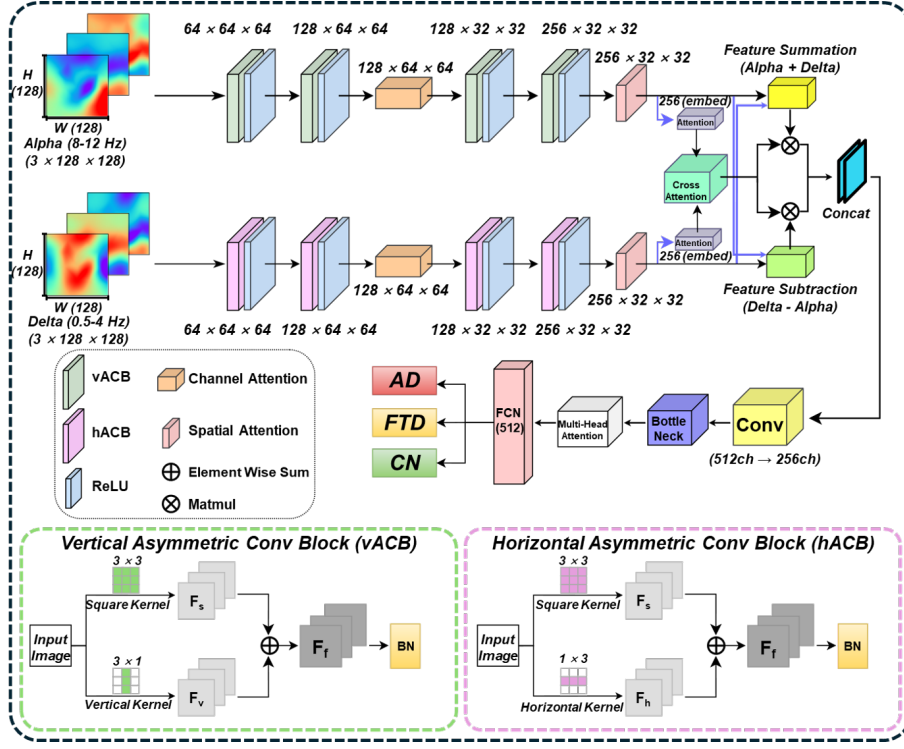 64 × 64 × 64
128 × 64 × 64
128 × 64 × 64
128 × 32 × 32
256 × 32 × 32
256 × 32 × 32
Feature Summation
(Alpha + Delta)
H
(128)
W (128)
Alpha (8-12 Hz)
(3 × 128 × 128)
256 (embed)
Attention
Cross
Attention
Concat
H
(128)
W (128)
Delta (0.5-4 Hz)
(3 × 128 × 128)
Attention
256 (embed)
64 × 64 × 64
128 × 64 × 64
128 × 64 × 64
128 × 32 × 32
256 × 32 × 32
256 × 32 × 32
Feature Subtraction
(Delta - Alpha)
vACB
hACB
ReLU
Channel Attention
Spatial Attention
Element Wise Sum
Matmul
AD
FTD
CN
FCN
(512)
Multi-Head
Attention
Bottle
Neck
Conv
(512ch → 256ch)
Vertical Asymmetric Conv Block (vACB)
3 × 3
Square Kernel
Input
Image
3 × 1
Vertical Kernel
Fs
Fv
Ff
BN
Horizontal Asymmetric Conv Block (hACB)
3 × 3
Square Kernel
Input
Image
1 × 3
Horizontal Kernel
Fs
Fh
Ff
BN